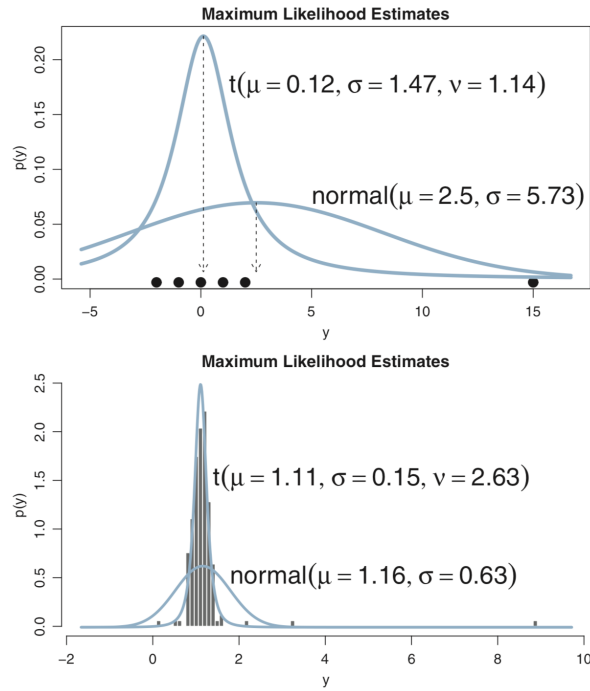 Maximum Likelihood Estimates
0.20
0.15
0.10
0.05
0.00
p(y)
t(μ = 0.12, σ = 1.47, ν = 1.14)
normal(μ = 2.5, σ = 5.73)
−5 0 5 10 15
y
Maximum Likelihood Estimates
2.5
2.0
1.5
1.0
0.5
0.0
p(y)
t(μ = 1.11, σ = 0.15, ν = 2.63)
normal(μ = 1.16, σ = 0.63)
−2 0 2 4 6 8 10
y